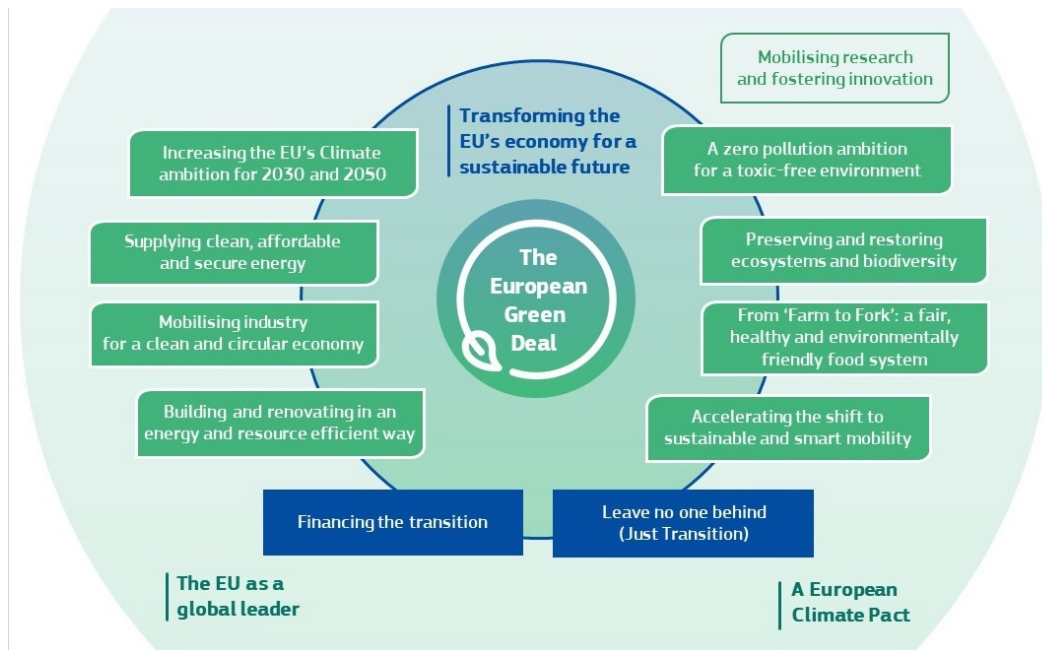 Mobilising research
and fostering innovation
Transforming the
EU's economy for a
sustainable future
Increasing the EU's Climate
ambition for 2030 and 2050
A zero pollution ambition
for a toxic-free environment
Supplying clean, affordable
and secure energy
Preserving and restoring
ecosystems and biodiversity
The
European
Green
Deal
Mobilising industry
for a clean and circular economy
From ‘Farm to Fork’: a fair,
healthy and environmentally
friendly food system
Building and renovating in an
energy and resource efficient way
Accelerating the shift to
sustainable and smart mobility
Financing the transition
Leave no one behind
(Just Transition)
The EU as a
global leader
A European
Climate Pact